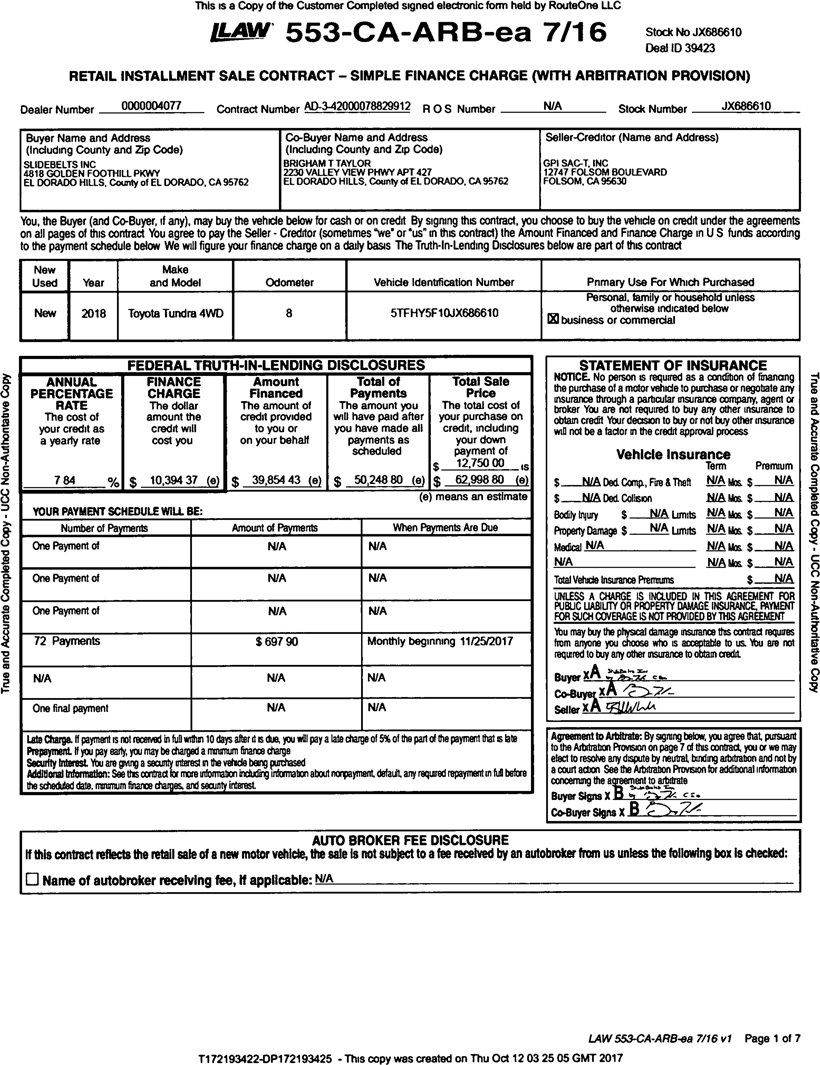 This is a Copy of the Customer Completed signed electronic form held by RouteOne LLC
LAW 553-CA-ARB-ea 7/16
Stock No JX686610
Deal ID 39423
RETAIL INSTALLMENT SALE CONTRACT – SIMPLE FINANCE CHARGE (WITH ARBITRATION PROVISION)
Dealer Number 0000004077 Contract Number AD-3-42000078829912 R O S Number N/A Stock Number JX686610
Buyer Name and Address
(Including County and Zip Code)
SLIDEBELTS INC
4818 GOLDEN FOOTHILL PKWY
EL DORADO HILLS, County of EL DORADO, CA 95762
Co-Buyer Name and Address
(Including County and Zip Code)
BRIGHAM T TAYLOR
2230 VALLEY VIEW PHWY APT 427
EL DORADO HILLS, County of EL DORADO, CA 95762
Seller-Creditor (Name and Address)
GPI SAC-T, INC
12747 FOLSOM BOULEVARD
FOLSOM, CA 95630
You, the Buyer (and Co-Buyer, if any), may buy the vehicle below for cash or on credit By signing this contract, you choose to buy the vehicle on credit under the agreements
on all pages of this contract You agree to pay the Seller - Creditor (sometimes "we" or "us" in this contract) the Amount Financed and Finance Charge in U S funds according
to the payment schedule below We will figure your finance charge on a daily basis The Truth-In-Lending Disclosures below are part of this contract
New
Used
Year
Make
and Model
Odometer
Vehicle Identification Number
Primary Use For Which Purchased
New
2018
Toyota Tundra 4WD
8
5TFHY5F10JX686610
Personal, family or household unless
otherwise indicated below
☒ business or commercial
FEDERAL TRUTH-IN-LENDING DISCLOSURES
ANNUAL
PERCENTAGE
RATE
The cost of
your credit as
a yearly rate
7 84 %
FINANCE
CHARGE
The dollar
amount the
credit will
cost you
$ 10,394 37 (e)
Amount
Financed
The amount of
credit provided
to you or
on your behalf
$ 39,854 43 (e)
Total of
Payments
The amount you
will have paid after
you have made all
payments as
scheduled
$ 50,248 80 (e)
Total Sale
Price
The total cost of
your purchase on
credit, including
your down
payment of
$ 12,750 00 is
$ 62,998 80 (e)
(e) means an estimate
YOUR PAYMENT SCHEDULE WILL BE:
Number of Payments Amount of Payments When Payments Are Due
One Payment of N/A N/A
One Payment of N/A N/A
One Payment of N/A N/A
72 Payments $ 697 90 Monthly beginning 11/25/2017
N/A N/A N/A
One final payment N/A N/A
Late Charge. If payment is not received in full within 10 days after it is due, you will pay a late charge of 5% of the part of the payment that is late
Prepayment. If you pay early, you may be charged a minimum finance charge
Security Interest. You are giving a security interest in the vehicle being purchased
Additional Information: See this contract for more information including information about nonpayment, default, any required repayment in full before
the scheduled date, minimum finance charges, and security interest.
STATEMENT OF INSURANCE
NOTICE. No person is required as a condition of financing
the purchase of a motor vehicle to purchase or negotiate any
insurance through a particular insurance company, agent or
broker You are not required to buy any other insurance to
obtain credit Your decision to buy or not buy other insurance
will not be a factor in the credit approval process
Vehicle Insurance
Term Premium
$ N/A Ded. Comp., Fire & Theft N/A Mos. $ N/A
$ N/A Ded. Collision N/A Mos. $ N/A
Bodily Injury $ N/A Limits N/A Mos. $ N/A
Property Damage $ N/A Limits N/A Mos. $ N/A
Medical N/A N/A Mos. $ N/A
N/A N/A Mos. $ N/A
Total Vehicle Insurance Premiums $ N/A
UNLESS A CHARGE IS INCLUDED IN THIS AGREEMENT FOR
PUBLIC LIABILITY OR PROPERTY DAMAGE INSURANCE, PAYMENT
FOR SUCH COVERAGE IS NOT PROVIDED BY THIS AGREEMENT
You may buy the physical damage insurance this contract requires
from anyone you choose who is acceptable to us. You are not
required to buy any other insurance to obtain credit.
Buyer X A
Co-Buyer X A
Seller X A
Agreement to Arbitrate: By signing below, you agree that, pursuant
to the Arbitration Provision on page 7 of this contract, you or we may
elect to resolve any dispute by neutral, binding arbitration and not by
a court action See the Arbitration Provision for additional information
concerning the agreement to arbitrate
Buyer Signs X B
Co-Buyer Signs X B
AUTO BROKER FEE DISCLOSURE
If this contract reflects the retail sale of a new motor vehicle, the sale is not subject to a fee received by an autobroker from us unless the following box is checked:
☐ Name of autobroker receiving fee, if applicable: N/A
True and Accurate Completed Copy - UCC Non-Authoritative Copy
True and Accurate Completed Copy - UCC Non-Authoritative Copy
LAW 553-CA-ARB-ea 7/16 v1 Page 1 of 7
T172193422-DP172193425 - This copy was created on Thu Oct 12 03 25 05 GMT 2017